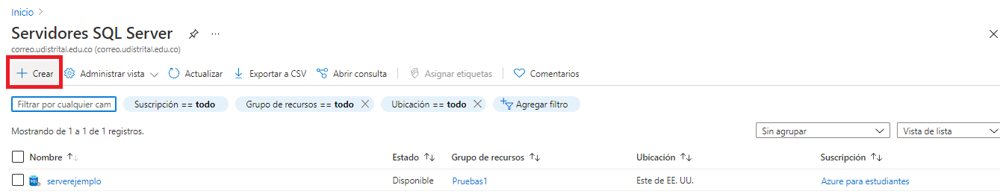 Inicio
Servidores SQL Server
correo.udistrital.edu.co (correo.udistrital.edu.co)
Crear Administrar vista Actualizar Exportar a CSV Abrir consulta Asignar etiquetas Comentarios
Filtrar por cualquier cam Suscripción == todo Grupo de recursos == todo Ubicación == todo Agregar filtro
Mostrando de 1 a 1 de 1 registros. Sin agrupar Vista de lista
Nombre Estado Grupo de recursos Ubicación Suscripción
SQL serverejemplo Disponible Pruebas1 Este de EE. UU. Azure para estudiantes